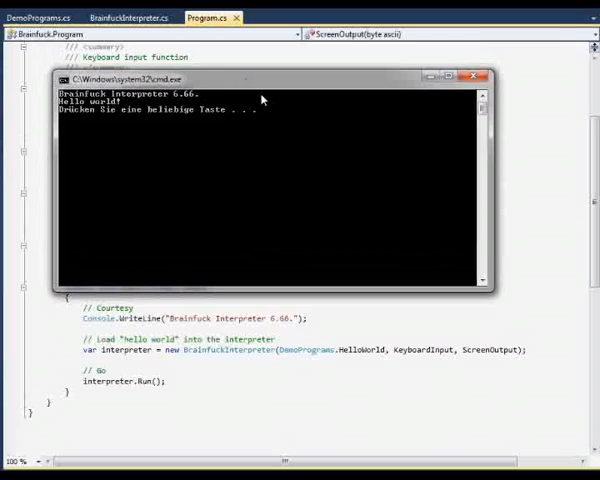 DemoPrograms.cs BrainfuckInterpreter.cs Program.cs
Brainfuck.Program ScreenOutput(byte ascii)
/// <summary>
/// Keyboard input function
C:\Windows\system32\cmd.exe
Brainfuck Interpreter 6.66.
Hello world!
Drücken Sie eine beliebige Taste . . .
{
// Courtesy
Console.WriteLine("Brainfuck Interpreter 6.66.");
// Load "hello world" into the interpreter
var interpreter = new BrainfuckInterpreter(DemoPrograms.HelloWorld, KeyboardInput, ScreenOutput);
// Go
interpreter.Run();
}
}
}
100 %